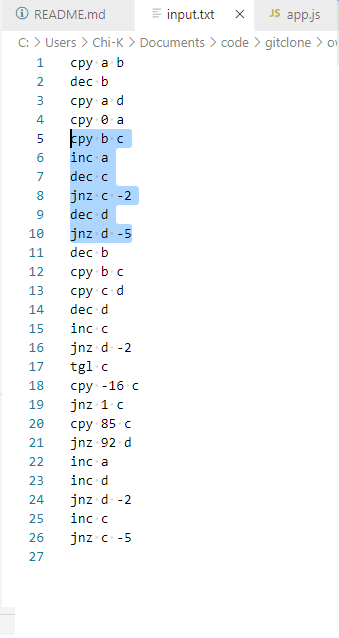 README.md input.txt JS app.js
C: > Users > Chi-K > Documents > code > gitclone >
1 cpy a b
2 dec b
3 cpy a d
4 cpy 0 a
5 cpy b c
6 inc a
7 dec c
8 jnz c -2
9 dec d
10 jnz d -5
11 dec b
12 cpy b c
13 cpy c d
14 dec d
15 inc c
16 jnz d -2
17 tgl c
18 cpy -16 c
19 jnz 1 c
20 cpy 85 c
21 jnz 92 d
22 inc a
23 inc d
24 jnz d -2
25 inc c
26 jnz c -5
27